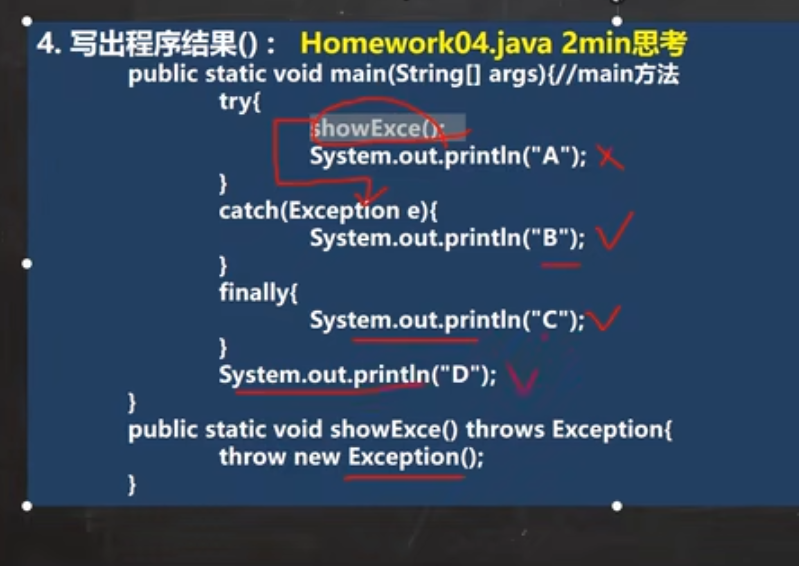 4. 写出程序结果() : Homework04.java 2min思考
public static void main(String[] args){//main方法
try{
showExce();
System.out.println("A");
}
catch(Exception e){
System.out.println("B");
}
finally{
System.out.println("C");
}
System.out.println("D");
}
public static void showExce() throws Exception{
throw new Exception();
}